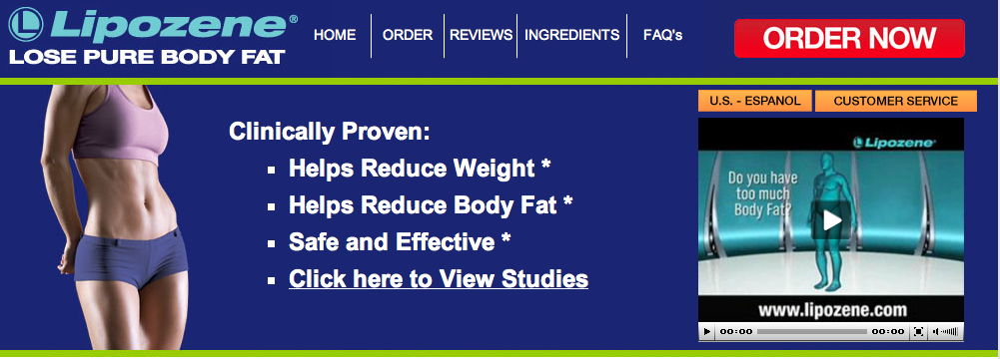 Lipozene®
LOSE PURE BODY FAT
HOME
ORDER
REVIEWS
INGREDIENTS
FAQ's
ORDER NOW
U.S. - ESPANOL
CUSTOMER SERVICE
Clinically Proven:
Helps Reduce Weight *
Helps Reduce Body Fat *
Safe and Effective *
Click here to View Studies
Lipozene®
Do you have
too much
Body Fat?
www.lipozene.com
00:00
00:00